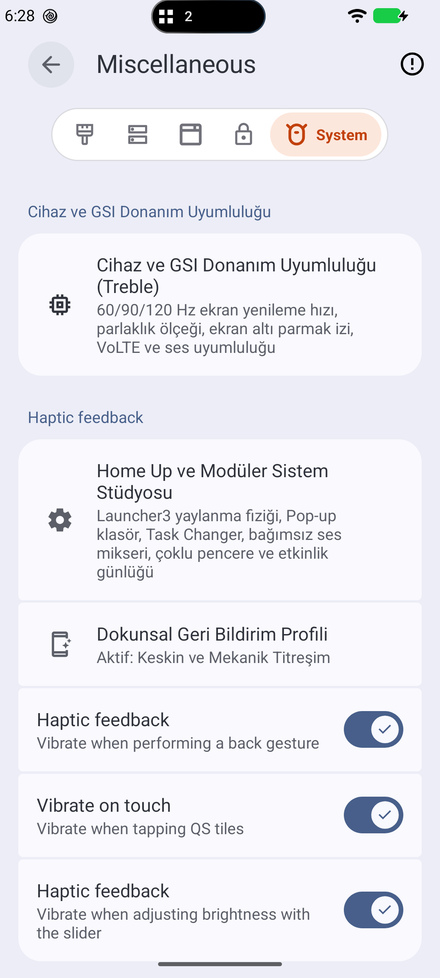 6:28
2
Miscellaneous
System
Cihaz ve GSI Donanım Uyumluluğu
Cihaz ve GSI Donanım Uyumluluğu
(Treble)
60/90/120 Hz ekran yenileme hızı,
parlaklık ölçeği, ekran altı parmak izi,
VoLTE ve ses uyumluluğu
Haptic feedback
Home Up ve Modüler Sistem
Stüdyosu
Launcher3 yaylanma fiziği, Pop-up
klasör, Task Changer, bağımsız ses
mikseri, çoklu pencere ve etkinlik
günlüğü
Dokunsal Geri Bildirim Profili
Aktif: Keskin ve Mekanik Titreşim
Haptic feedback
Vibrate when performing a back gesture
Vibrate on touch
Vibrate when tapping QS tiles
Haptic feedback
Vibrate when adjusting brightness with
the slider